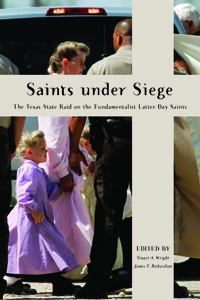 Saints under Siege
The Texas State Raid on the Fundamentalist Latter Day Saints
EDITED BY
Stuart A. Wright
James T. Richardson